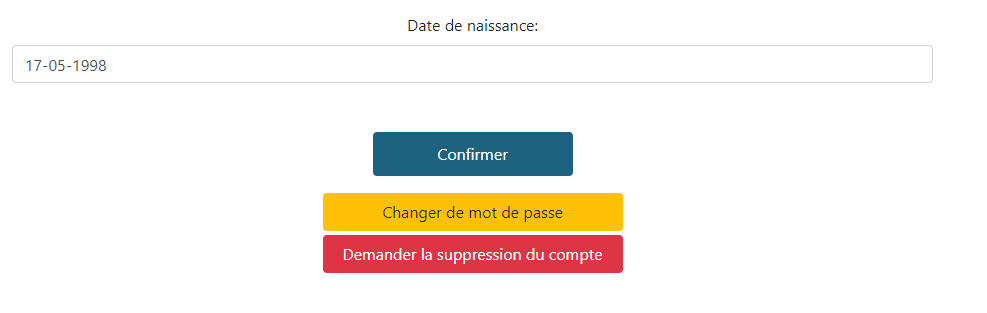 Date de naissance:
17-05-1998
Confirmer
Changer de mot de passe
Demander la suppression du compte